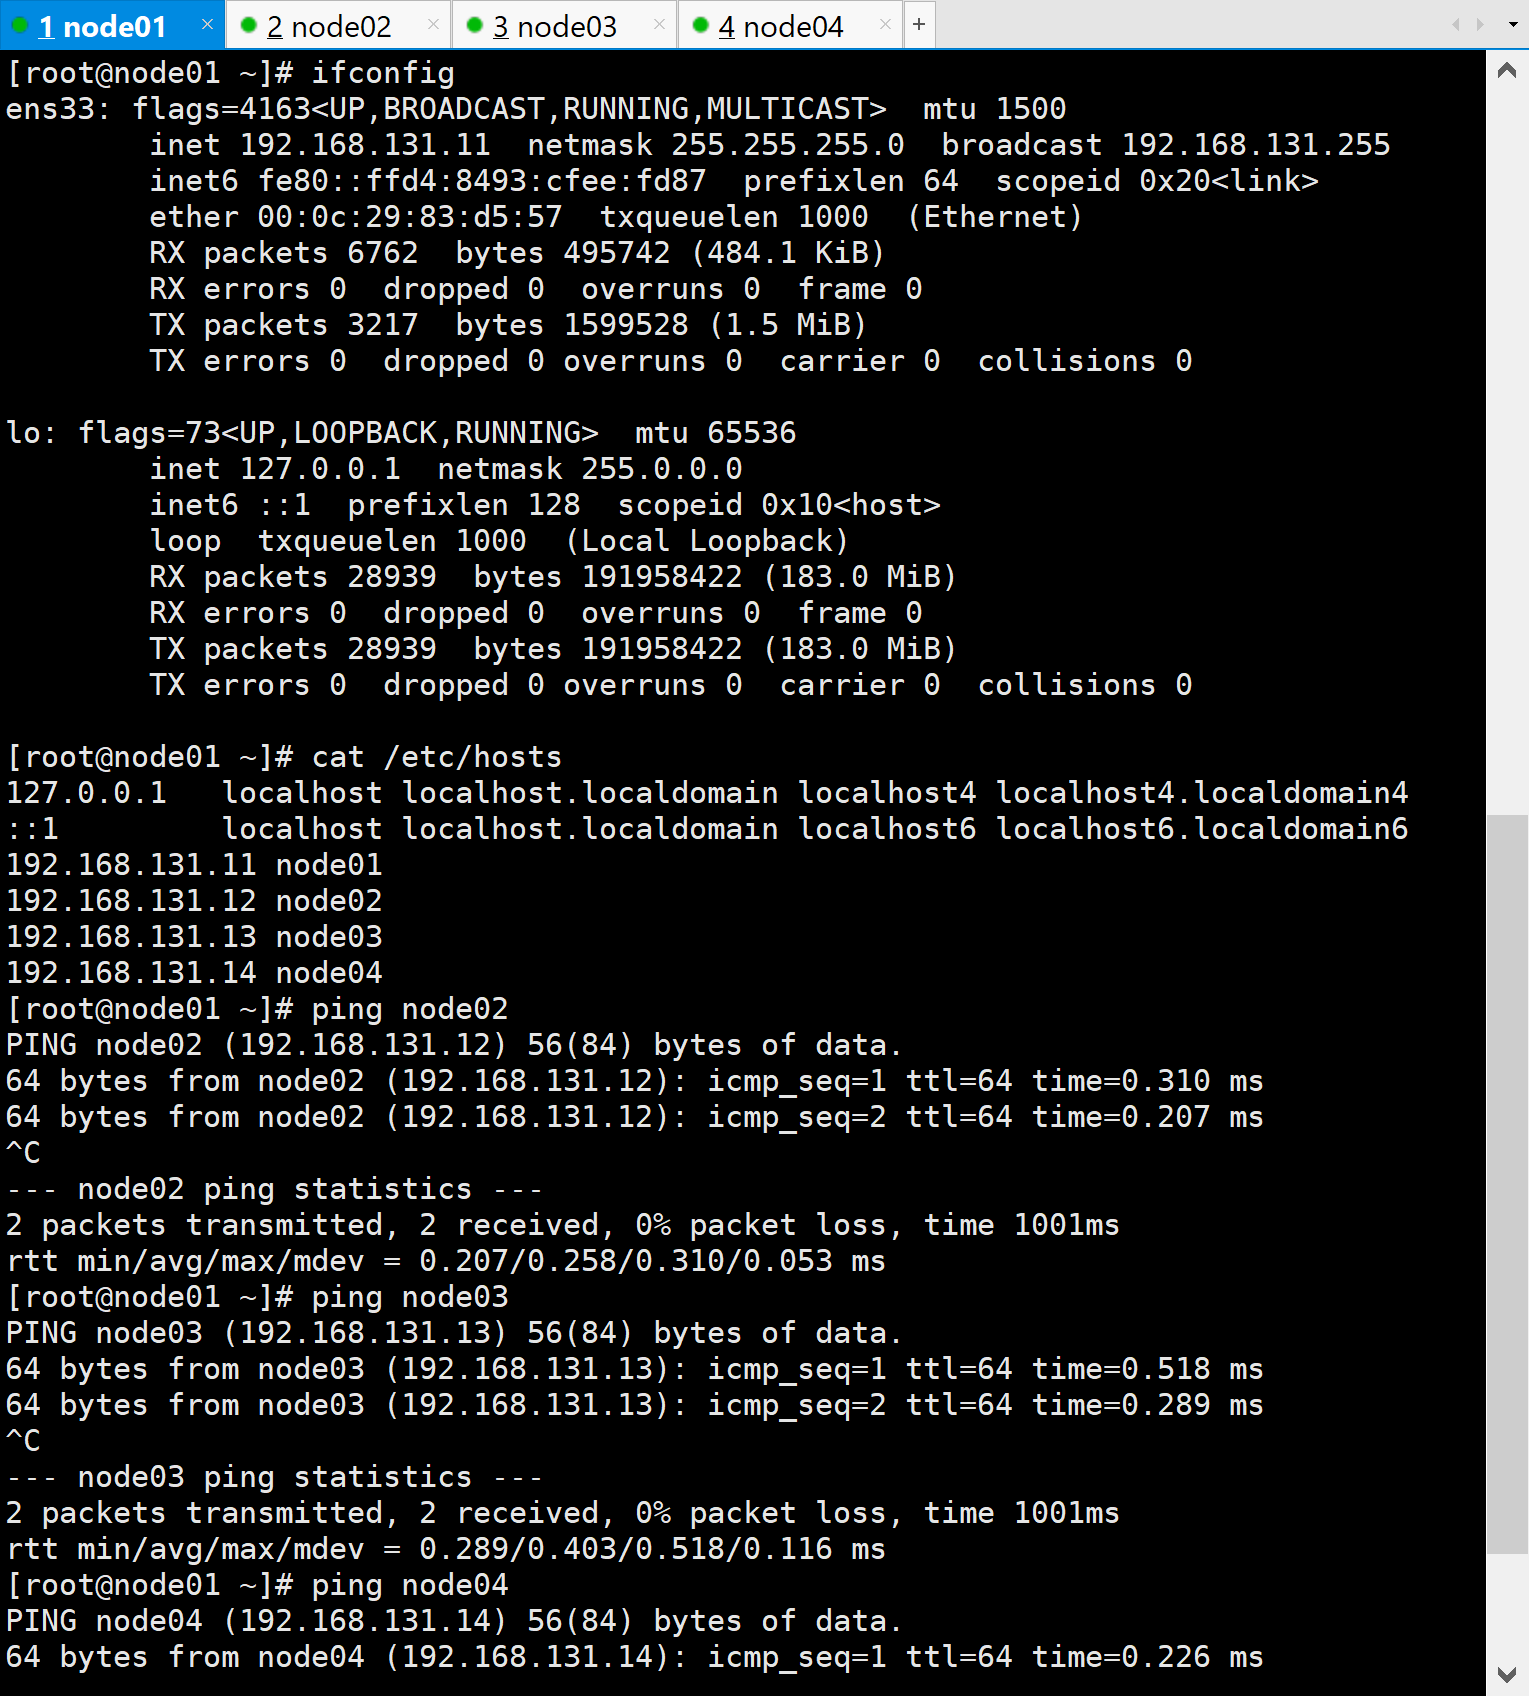 1 node01 × 2 node02 × 3 node03 × 4 node04 × +
[root@node01 ~]# ifconfig
ens33: flags=4163<UP,BROADCAST,RUNNING,MULTICAST>  mtu 1500
        inet 192.168.131.11  netmask 255.255.255.0  broadcast 192.168.131.255
        inet6 fe80::ffd4:8493:cfee:fd87  prefixlen 64  scopeid 0x20<link>
        ether 00:0c:29:83:d5:57  txqueuelen 1000  (Ethernet)
        RX packets 6762  bytes 495742 (484.1 KiB)
        RX errors 0  dropped 0  overruns 0  frame 0
        TX packets 3217  bytes 1599528 (1.5 MiB)
        TX errors 0  dropped 0 overruns 0  carrier 0  collisions 0

lo: flags=73<UP,LOOPBACK,RUNNING>  mtu 65536
        inet 127.0.0.1  netmask 255.0.0.0
        inet6 ::1  prefixlen 128  scopeid 0x10<host>
        loop  txqueuelen 1000  (Local Loopback)
        RX packets 28939  bytes 191958422 (183.0 MiB)
        RX errors 0  dropped 0  overruns 0  frame 0
        TX packets 28939  bytes 191958422 (183.0 MiB)
        TX errors 0  dropped 0 overruns 0  carrier 0  collisions 0

[root@node01 ~]# cat /etc/hosts
127.0.0.1   localhost localhost.localdomain localhost4 localhost4.localdomain4
::1         localhost localhost.localdomain localhost6 localhost6.localdomain6
192.168.131.11 node01
192.168.131.12 node02
192.168.131.13 node03
192.168.131.14 node04
[root@node01 ~]# ping node02
PING node02 (192.168.131.12) 56(84) bytes of data.
64 bytes from node02 (192.168.131.12): icmp_seq=1 ttl=64 time=0.310 ms
64 bytes from node02 (192.168.131.12): icmp_seq=2 ttl=64 time=0.207 ms
^C
--- node02 ping statistics ---
2 packets transmitted, 2 received, 0% packet loss, time 1001ms
rtt min/avg/max/mdev = 0.207/0.258/0.310/0.053 ms
[root@node01 ~]# ping node03
PING node03 (192.168.131.13) 56(84) bytes of data.
64 bytes from node03 (192.168.131.13): icmp_seq=1 ttl=64 time=0.518 ms
64 bytes from node03 (192.168.131.13): icmp_seq=2 ttl=64 time=0.289 ms
^C
--- node03 ping statistics ---
2 packets transmitted, 2 received, 0% packet loss, time 1001ms
rtt min/avg/max/mdev = 0.289/0.403/0.518/0.116 ms
[root@node01 ~]# ping node04
PING node04 (192.168.131.14) 56(84) bytes of data.
64 bytes from node04 (192.168.131.14): icmp_seq=1 ttl=64 time=0.226 ms